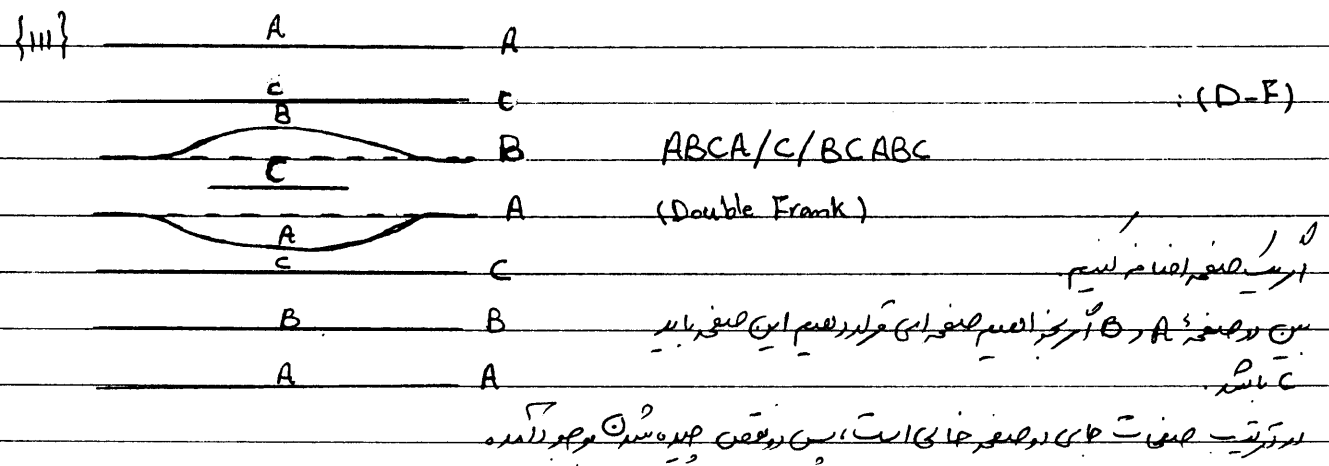 {111} A A
C C
: (D-F)
B B ABCA/C/BCABC
C
A (Double Frank)
A
اگر یک صفحه اضافه کنیم.
C C
B B بین دو صفحهٔ A و B اگر بخواهیم صفحه ای قرار دهیم این صفحه باید
A A C باشد.
در ترتیب صفحات جای دو صفحه خالی است، پس دو نقص چیده شدن بوجود آمده